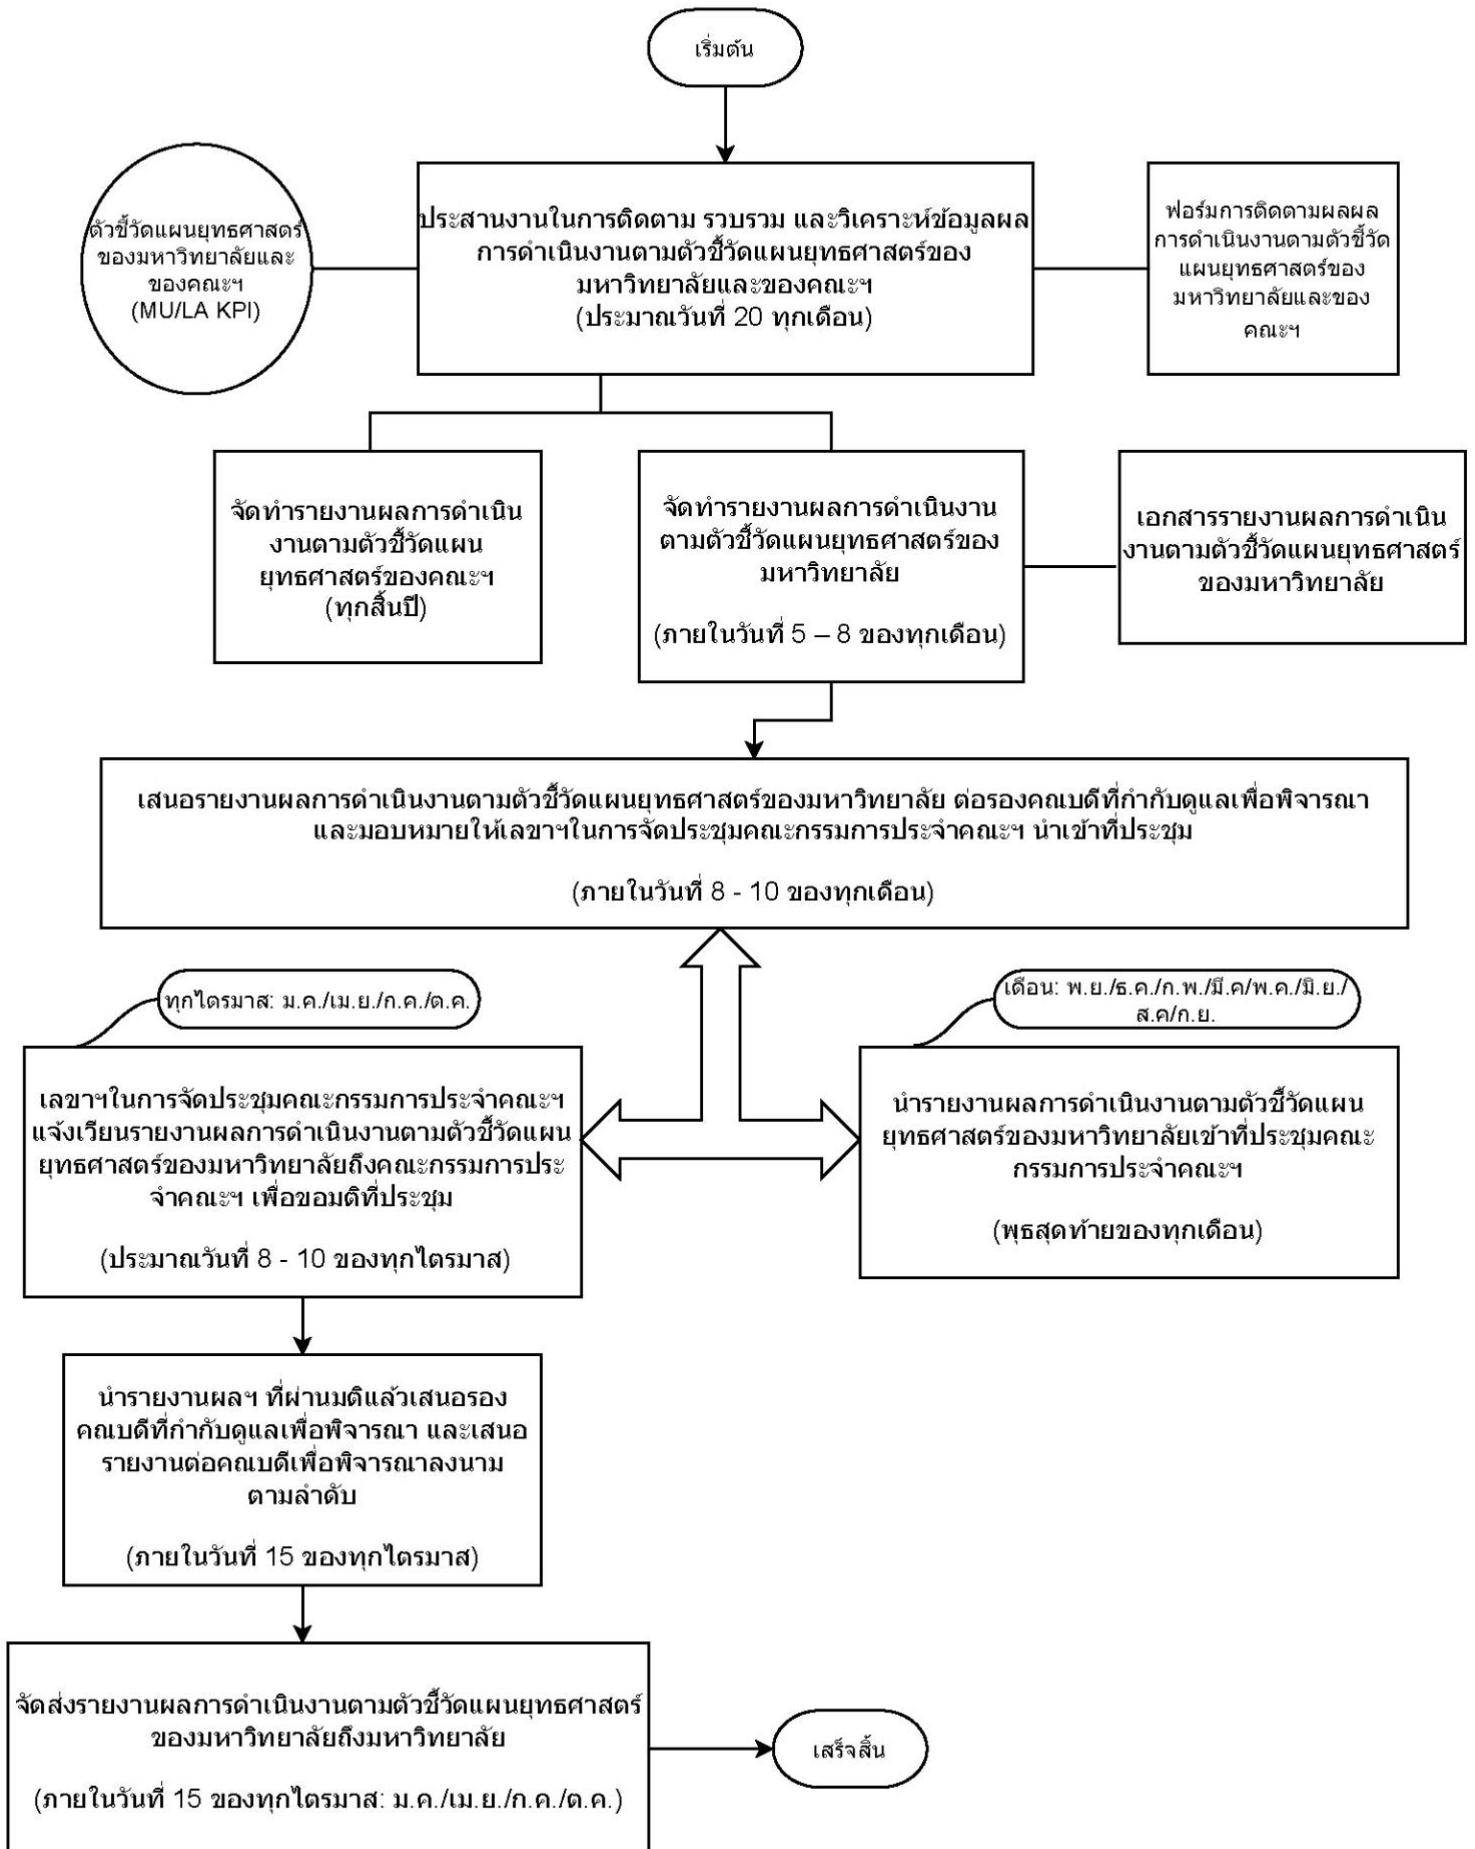 เริ่มต้น
ตัวชี้วัดแผนยุทธศาสตร์
ของมหาวิทยาลัยและ
ของคณะฯ
(MU/LA KPI)
ประสานงานในการติดตาม รวบรวม และวิเคราะห์ข้อมูลผล
การดำเนินงานตามตัวชี้วัดแผนยุทธศาสตร์ของ
มหาวิทยาลัยและของคณะฯ
(ประมาณวันที่ 20 ทุกเดือน)
ฟอร์มการติดตามผลผล
การดำเนินงานตามตัวชี้วัด
แผนยุทธศาสตร์ของ
มหาวิทยาลัยและของ
คณะฯ
จัดทำรายงานผลการดำเนิน
งานตามตัวชี้วัดแผน
ยุทธศาสตร์ของคณะฯ
(ทุกสิ้นปี)
จัดทำรายงานผลการดำเนินงาน
ตามตัวชี้วัดแผนยุทธศาสตร์ของ
มหาวิทยาลัย
(ภายในวันที่ 5 – 8 ของทุกเดือน)
เอกสารรายงานผลการดำเนิน
งานตามตัวชี้วัดแผนยุทธศาสตร์
ของมหาวิทยาลัย
เสนอรายงานผลการดำเนินงานตามตัวชี้วัดแผนยุทธศาสตร์ของมหาวิทยาลัย ต่อรองคณบดีที่กำกับดูแลเพื่อพิจารณา
และมอบหมายให้เลขาฯในการจัดประชุมคณะกรรมการประจำคณะฯ นำเข้าที่ประชุม
(ภายในวันที่ 8 - 10 ของทุกเดือน)
ทุกไตรมาส: ม.ค./เม.ย./ก.ค./ต.ค.
เลขาฯในการจัดประชุมคณะกรรมการประจำคณะฯ
แจ้งเวียนรายงานผลการดำเนินงานตามตัวชี้วัดแผน
ยุทธศาสตร์ของมหาวิทยาลัยถึงคณะกรรมการประ
จำคณะฯ เพื่อขอมติที่ประชุม
(ประมาณวันที่ 8 - 10 ของทุกไตรมาส)
เดือน: พ.ย./ธ.ค./ก.พ./มี.ค/พ.ค./มิ.ย./
ส.ค/ก.ย.
นำรายงานผลการดำเนินงานตามตัวชี้วัดแผน
ยุทธศาสตร์ของมหาวิทยาลัยเข้าที่ประชุมคณะ
กรรมการประจำคณะฯ
(พุธสุดท้ายของทุกเดือน)
นำรายงานผลฯ ที่ผ่านมติแล้วเสนอรอง
คณบดีที่กำกับดูแลเพื่อพิจารณา และเสนอ
รายงานต่อคณบดีเพื่อพิจารณาลงนาม
ตามลำดับ
(ภายในวันที่ 15 ของทุกไตรมาส)
จัดส่งรายงานผลการดำเนินงานตามตัวชี้วัดแผนยุทธศาสตร์
ของมหาวิทยาลัยถึงมหาวิทยาลัย
(ภายในวันที่ 15 ของทุกไตรมาส: ม.ค./เม.ย./ก.ค./ต.ค.)
เสร็จสิ้น